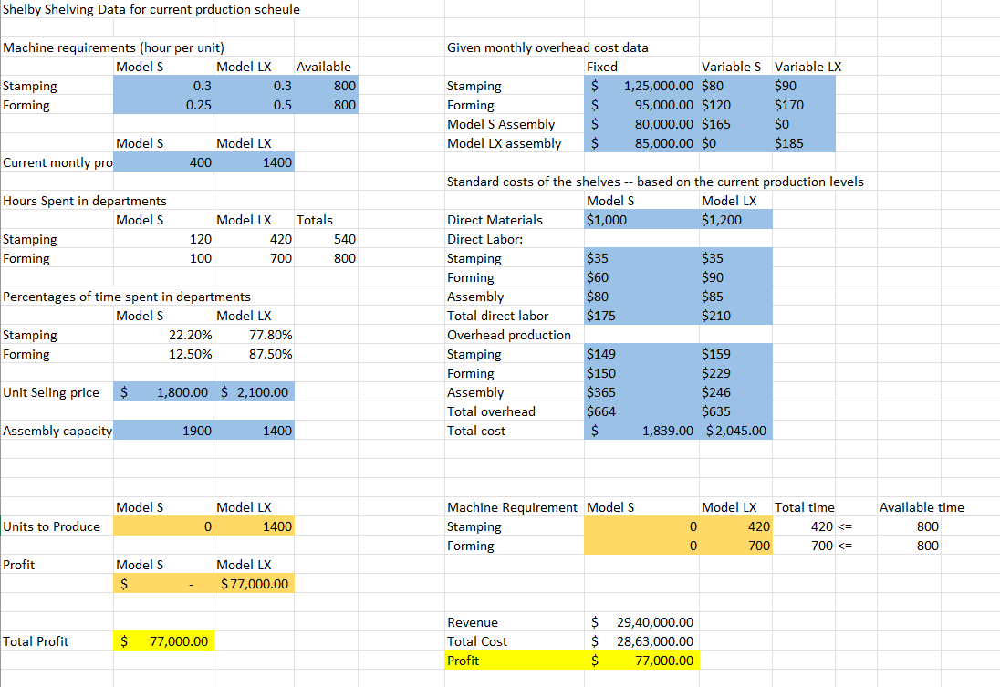 Shelby Shelving Data for current prduction scheule
Machine requirements (hour per unit) Given monthly overhead cost data
Model S Model LX Available Fixed Variable S Variable LX
Stamping 0.3 0.3 800 Stamping $ 1,25,000.00 $80 $90
Forming 0.25 0.5 800 Forming $ 95,000.00 $120 $170
Model S Assembly $ 80,000.00 $165 $0
Model S Model LX Model LX assembly $ 85,000.00 $0 $185
Current montly pro 400 1400
Standard costs of the shelves -- based on the current production levels
Hours Spent in departments Model S Model LX
Model S Model LX Totals Direct Materials $1,000 $1,200
Stamping 120 420 540 Direct Labor:
Forming 100 700 800 Stamping $35 $35
Forming $60 $90
Percentages of time spent in departments Assembly $80 $85
Model S Model LX Total direct labor $175 $210
Stamping 22.20% 77.80% Overhead production
Forming 12.50% 87.50% Stamping $149 $159
Forming $150 $229
Unit Seling price $ 1,800.00 $ 2,100.00 Assembly $365 $246
Total overhead $664 $635
Assembly capacity 1900 1400 Total cost $ 1,839.00 $2,045.00
Model S Model LX Machine Requirement Model S Model LX Total time Available time
Units to Produce 0 1400 Stamping 0 420 420 <= 800
Forming 0 700 700 <= 800
Profit Model S Model LX
$ - $77,000.00
Revenue $ 29,40,000.00
Total Profit $ 77,000.00 Total Cost $ 28,63,000.00
Profit $ 77,000.00